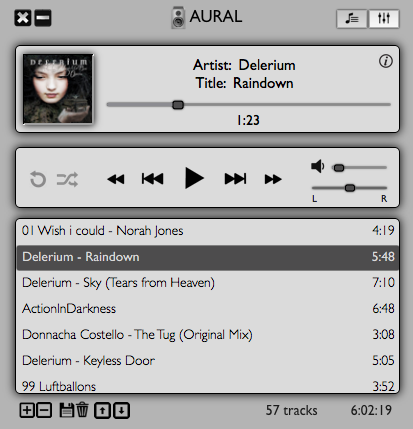 AURAL
DELERIUM
Artist: Delerium
Title: Raindown
1:23
L R
01 Wish i could - Norah Jones 4:19
Delerium - Raindown 5:48
Delerium - Sky (Tears from Heaven) 7:10
ActionInDarkness 6:48
Donnacha Costello - The Tug (Original Mix) 3:08
Delerium - Keyless Door 5:05
99 Luftballons 3:52
57 tracks 6:02:19